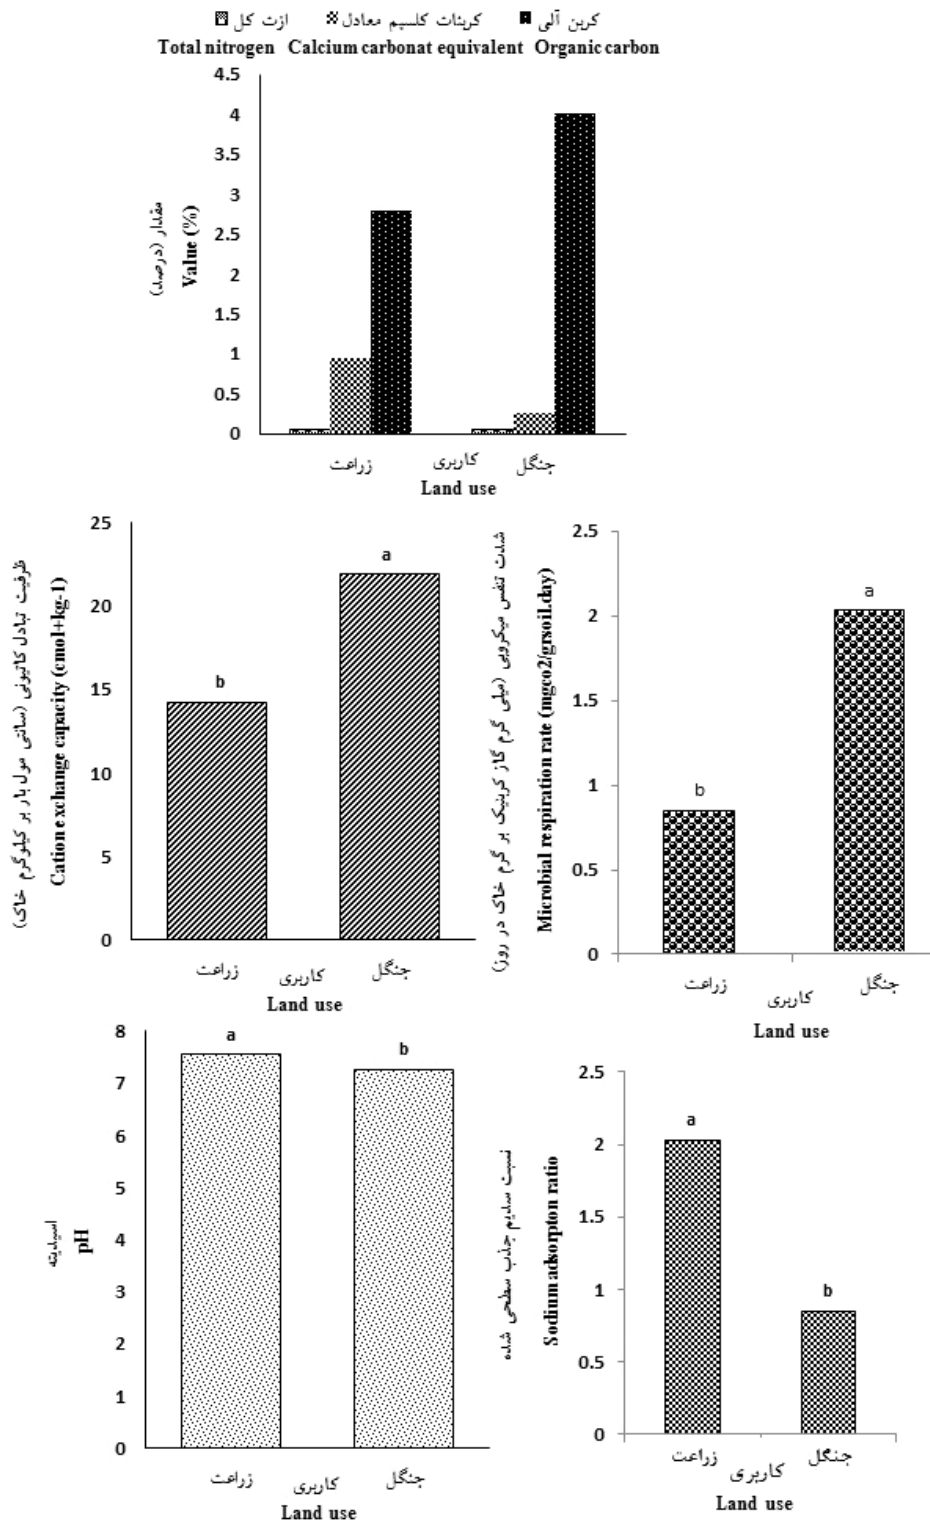 ازت کل کربنات کلسیم معادل کربن آلی
Total nitrogen Calcium carbonat equivalent Organic carbon
مقدار (درصد)
Value (%)
4.5
4
3.5
3
2.5
2
1.5
1
0.5
0
زراعت کاربری جنگل
Land use
ظرفیت تبادل کاتیونی (سانتی مول بار بر کیلوگرم خاک)
Cation exchange capacity (cmol+kg-1)
25
20
15
10
5
0
b
a
زراعت کاربری جنگل
Land use
شدت تنفس میکروبی (میلی گرم گاز کربنیک بر گرم خاک در روز)
Microbial respiration rate (mgco2/grsoil.day)
2.5
2
1.5
1
0.5
0
b
a
زراعت کاربری جنگل
Land use
اسیدیته
pH
8
7
6
5
4
3
2
1
0
a
b
زراعت کاربری جنگل
Land use
نسبت سدیم جذب سطحی شده
Sodium adsorpton ratio
2.5
2
1.5
1
0.5
0
a
b
زراعت کاربری جنگل
Land use